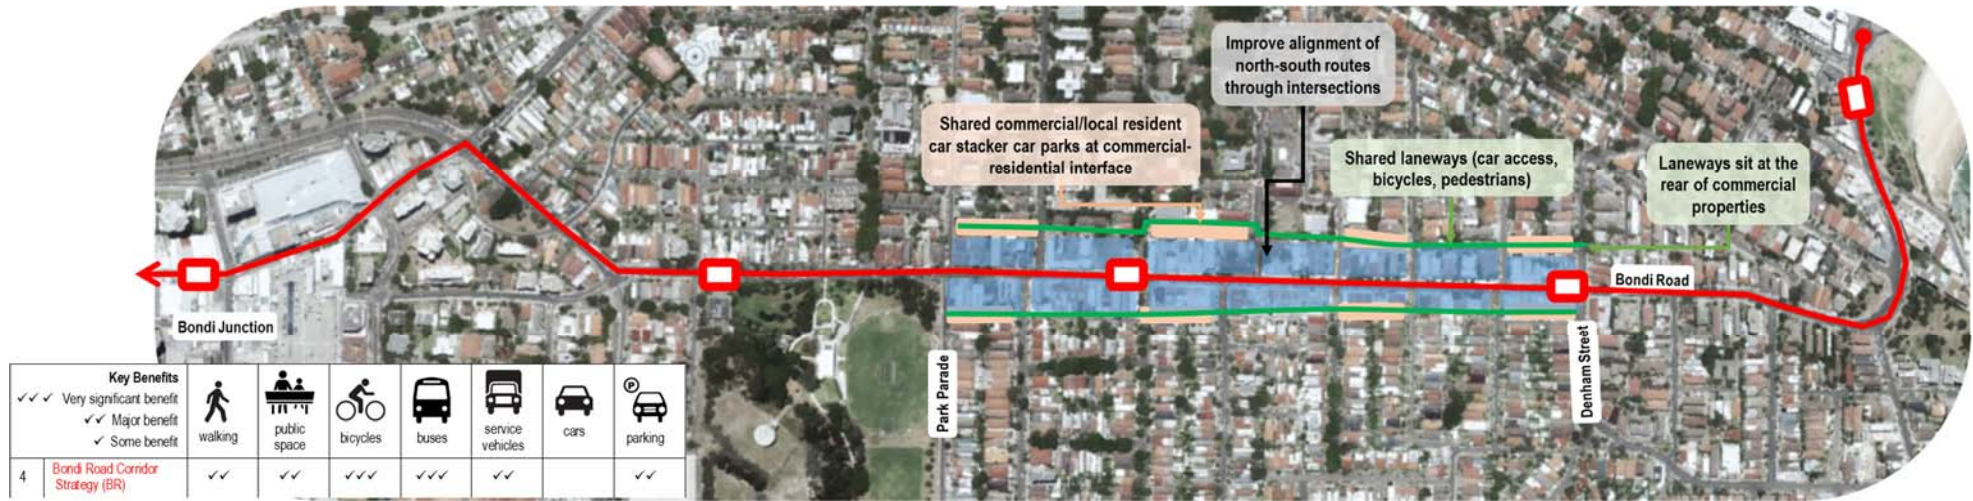 Improve alignment of
north-south routes
through intersections
Shared commercial/local resident
car stacker car parks at commercial-
residential interface
Shared laneways (car access,
bicycles, pedestrians)
Laneways sit at the
rear of commercial
properties
Bondi Road
Bondi Junction
Park Parade
Denham Street
Key Benefits
✓✓✓ Very significant benefit
✓✓ Major benefit
✓ Some benefit
walking
public
space
bicycles
buses
service
vehicles
cars
P
parking
4
Bondi Road Corridor
Strategy (BR)
✓✓
✓✓
✓✓✓
✓✓✓
✓✓
✓✓